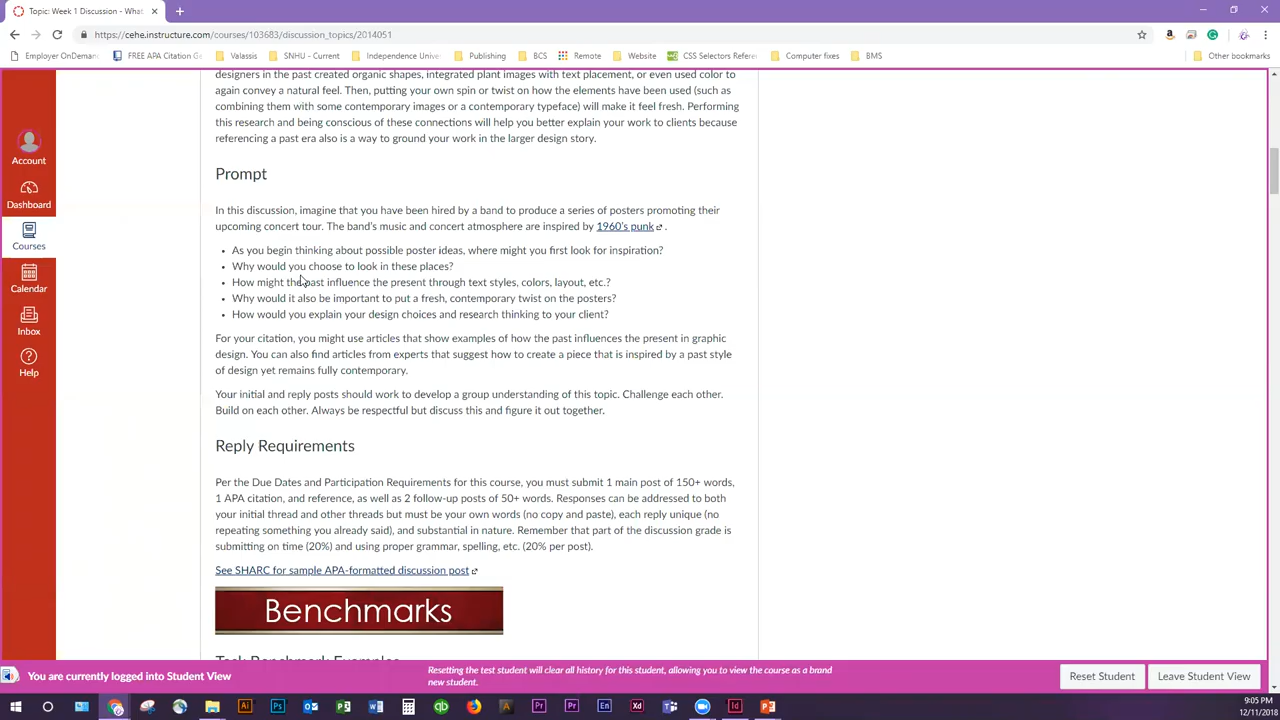 Topic: Week 1 Discussion - What
https://cehe.instructure.com/courses/103683/discussion_topics/2014051
Employer OnDeman
FREE APA Citation Ge
Valassis
SNHU - Current
Independence Unive
Publishing
BCS
Remote
Website
CSS Selectors Refere
Computer fixes
BMS
Other bookmarks
designers in the past created organic shapes, integrated plant images with text placement, or even used color to
again convey a natural feel. Then, putting your own spin or twist on how the elements have been used (such as
combining them with some contemporary images or a contemporary typeface) will make it feel fresh. Performing
this research and being conscious of these connections will help you better explain your work to clients because
referencing a past era also is a way to ground your work in the larger design story.
Account
Dashboard
Courses
Calendar
Inbox
Help
Prompt
In this discussion, imagine that you have been hired by a band to produce a series of posters promoting their
upcoming concert tour. The band's music and concert atmosphere are inspired by 1960's punk .
• As you begin thinking about possible poster ideas, where might you first look for inspiration?
• Why would you choose to look in these places?
• How might the past influence the present through text styles, colors, layout, etc.?
• Why would it also be important to put a fresh, contemporary twist on the posters?
• How would you explain your design choices and research thinking to your client?
For your citation, you might use articles that show examples of how the past influences the present in graphic
design. You can also find articles from experts that suggest how to create a piece that is inspired by a past style
of design yet remains fully contemporary.
Your initial and reply posts should work to develop a group understanding of this topic. Challenge each other.
Build on each other. Always be respectful but discuss this and figure it out together.
Reply Requirements
Per the Due Dates and Participation Requirements for this course, you must submit 1 main post of 150+ words,
1 APA citation, and reference, as well as 2 follow-up posts of 50+ words. Responses can be addressed to both
your initial thread and other threads but must be your own words (no copy and paste), each reply unique (no
repeating something you already said), and substantial in nature. Remember that part of the discussion grade is
submitting on time (20%) and using proper grammar, spelling, etc. (20% per post).
See SHARC for sample APA-formatted discussion post
Benchmarks
Task Benchmark Examples
You are currently logged into Student View
Resetting the test student will clear all history for this student, allowing you to view the course as a brand
new student.
Reset Student
Leave Student View
9:05 PM
12/11/2018